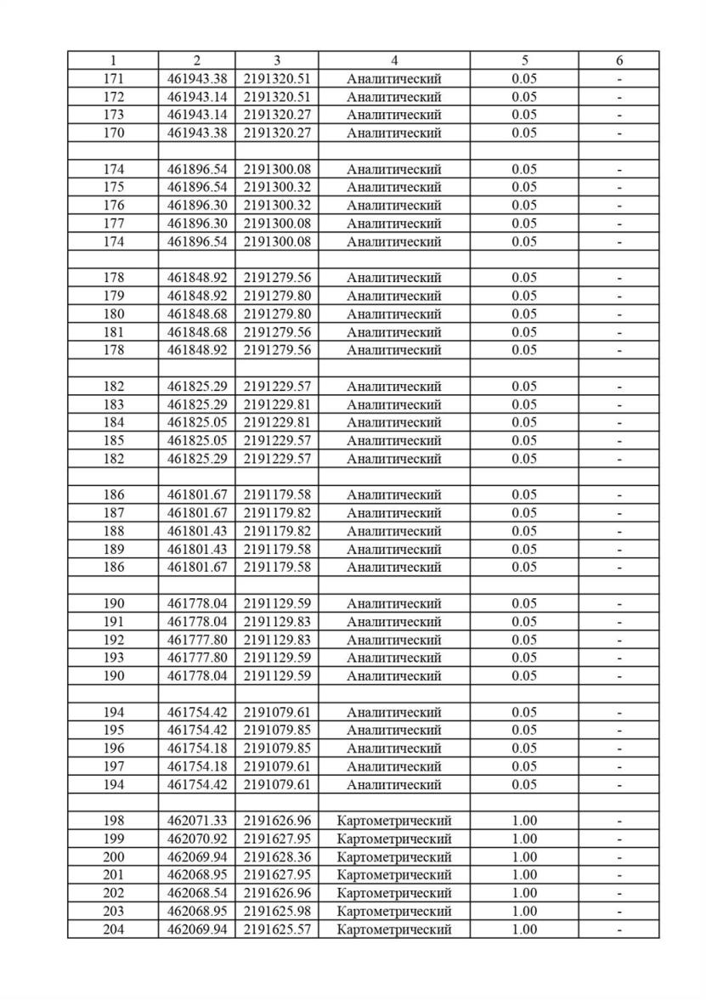 1 2 3 4 5 6
171 461943.38 2191320.51 Аналитический 0.05 -
172 461943.14 2191320.51 Аналитический 0.05 -
173 461943.14 2191320.27 Аналитический 0.05 -
170 461943.38 2191320.27 Аналитический 0.05 -
174 461896.54 2191300.08 Аналитический 0.05 -
175 461896.54 2191300.32 Аналитический 0.05 -
176 461896.30 2191300.32 Аналитический 0.05 -
177 461896.30 2191300.08 Аналитический 0.05 -
174 461896.54 2191300.08 Аналитический 0.05 -
178 461848.92 2191279.56 Аналитический 0.05 -
179 461848.92 2191279.80 Аналитический 0.05 -
180 461848.68 2191279.80 Аналитический 0.05 -
181 461848.68 2191279.56 Аналитический 0.05 -
178 461848.92 2191279.56 Аналитический 0.05 -
182 461825.29 2191229.57 Аналитический 0.05 -
183 461825.29 2191229.81 Аналитический 0.05 -
184 461825.05 2191229.81 Аналитический 0.05 -
185 461825.05 2191229.57 Аналитический 0.05 -
182 461825.29 2191229.57 Аналитический 0.05 -
186 461801.67 2191179.58 Аналитический 0.05 -
187 461801.67 2191179.82 Аналитический 0.05 -
188 461801.43 2191179.82 Аналитический 0.05 -
189 461801.43 2191179.58 Аналитический 0.05 -
186 461801.67 2191179.58 Аналитический 0.05 -
190 461778.04 2191129.59 Аналитический 0.05 -
191 461778.04 2191129.83 Аналитический 0.05 -
192 461777.80 2191129.83 Аналитический 0.05 -
193 461777.80 2191129.59 Аналитический 0.05 -
190 461778.04 2191129.59 Аналитический 0.05 -
194 461754.42 2191079.61 Аналитический 0.05 -
195 461754.42 2191079.85 Аналитический 0.05 -
196 461754.18 2191079.85 Аналитический 0.05 -
197 461754.18 2191079.61 Аналитический 0.05 -
194 461754.42 2191079.61 Аналитический 0.05 -
198 462071.33 2191626.96 Картометрический 1.00 -
199 462070.92 2191627.95 Картометрический 1.00 -
200 462069.94 2191628.36 Картометрический 1.00 -
201 462068.95 2191627.95 Картометрический 1.00 -
202 462068.54 2191626.96 Картометрический 1.00 -
203 462068.95 2191625.98 Картометрический 1.00 -
204 462069.94 2191625.57 Картометрический 1.00 -